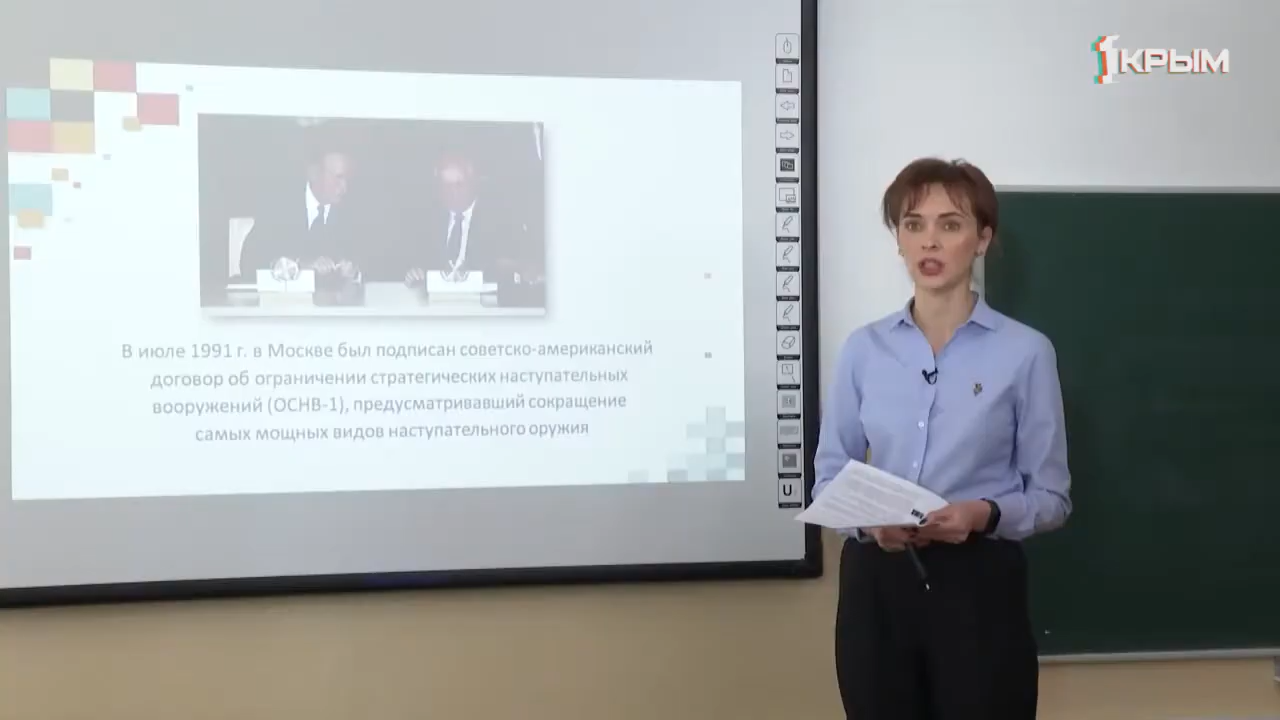 1КРЫМ
В июле 1991 г. в Москве был подписан советско-американский
договор об ограничении стратегических наступательных
вооружений (ОСНВ-1), предусматривавший сокращение
самых мощных видов наступательного оружия
U